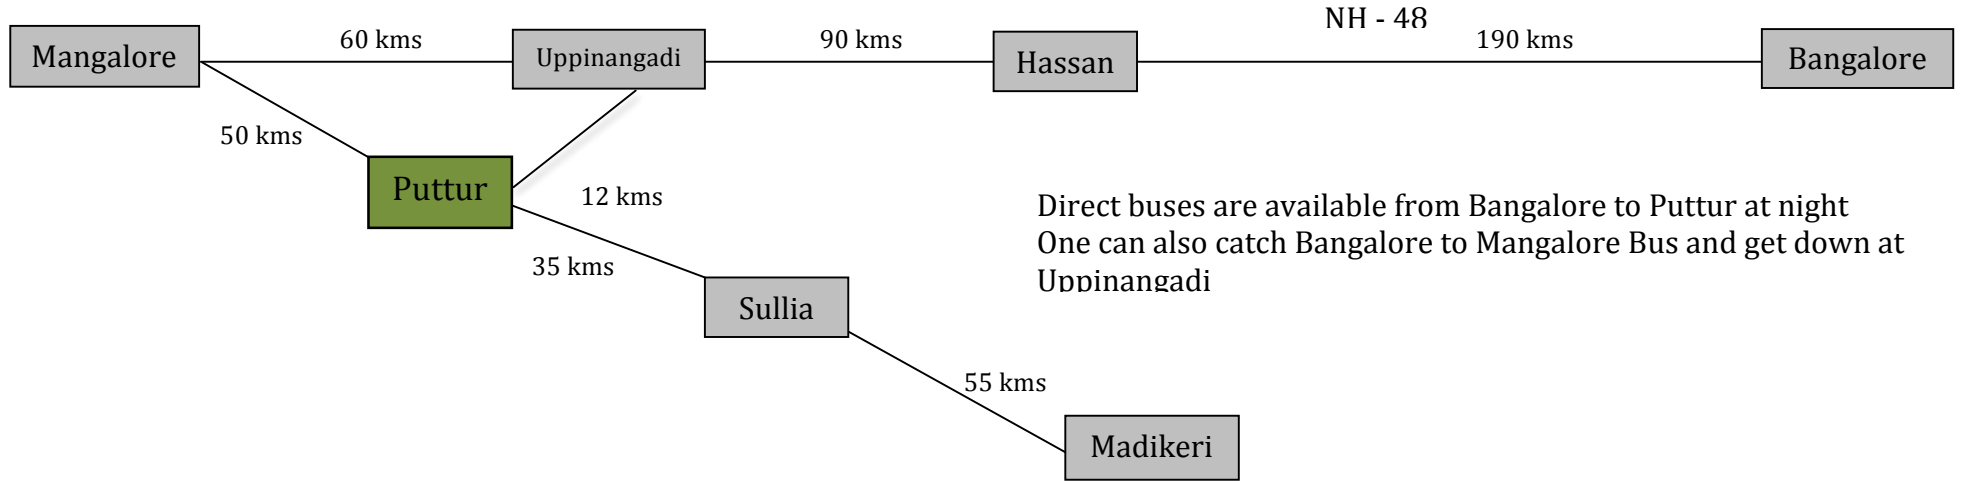 NH - 48
60 kms
90 kms
190 kms
Mangalore
Uppinangadi
Hassan
Bangalore
50 kms
Puttur
12 kms
Direct buses are available from Bangalore to Puttur at night
One can also catch Bangalore to Mangalore Bus and get down at
Uppinangadi
35 kms
Sullia
55 kms
Madikeri